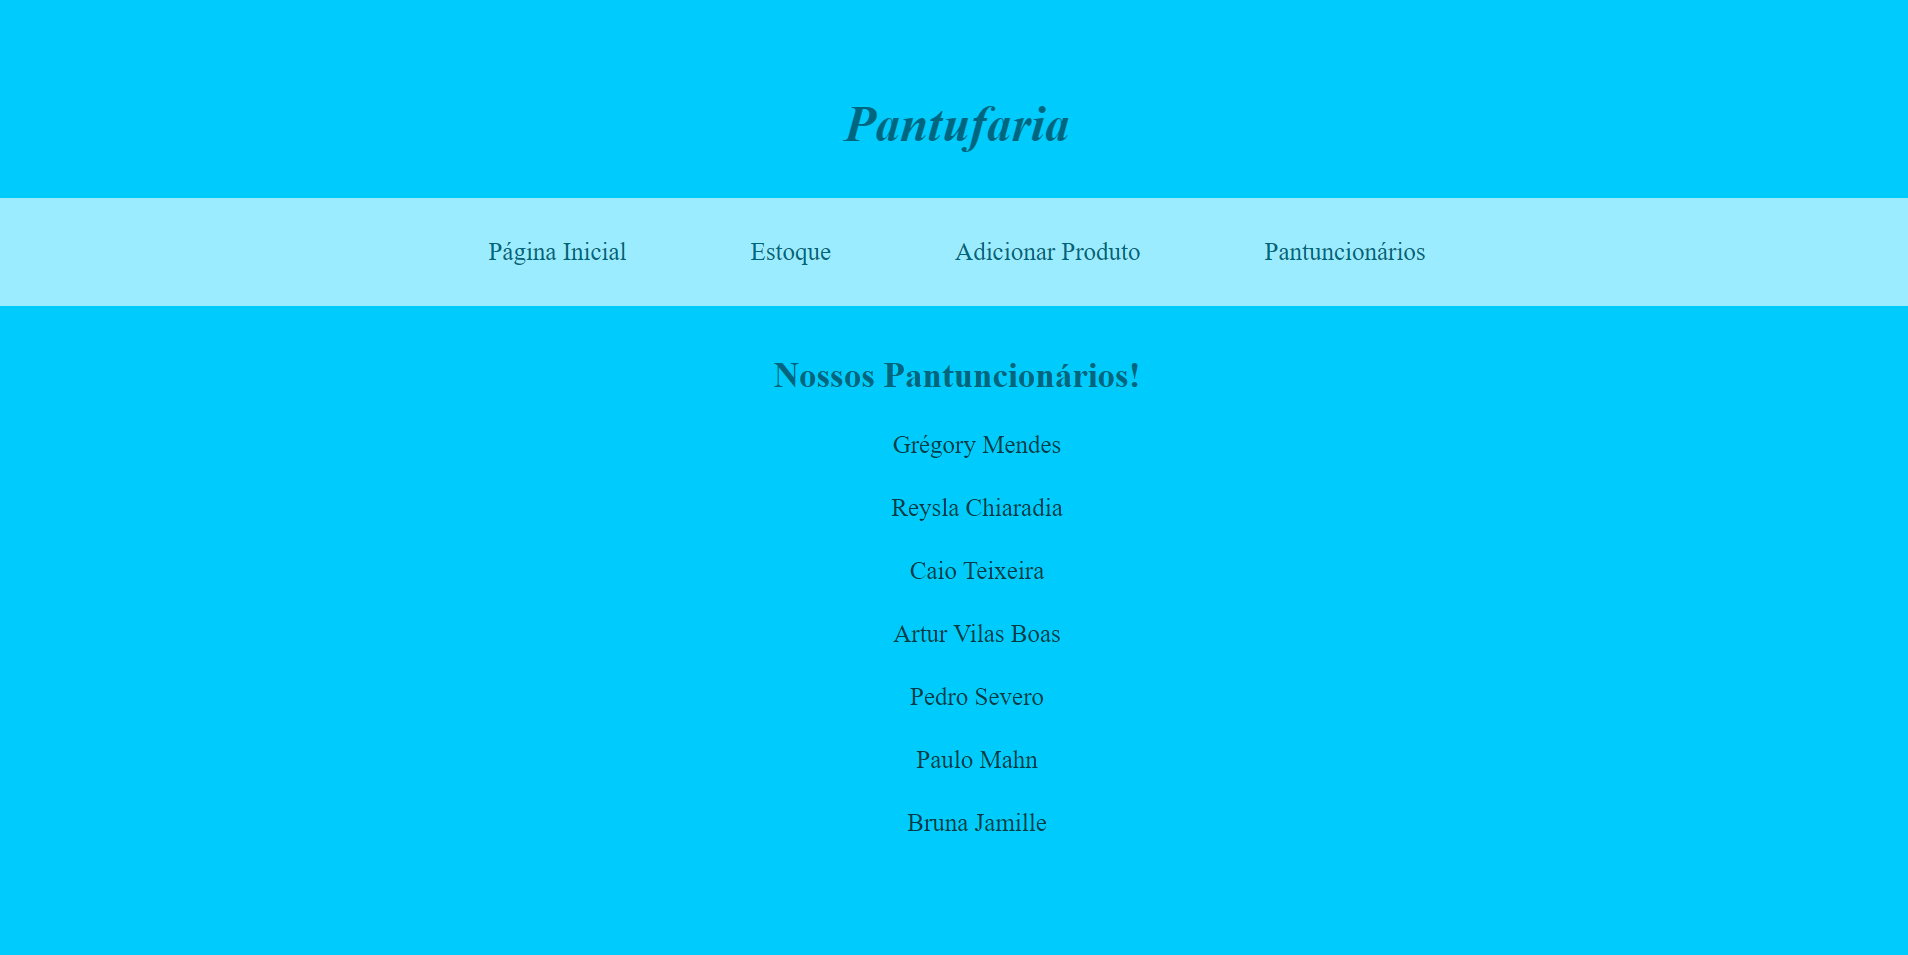 Pantufaria
Página Inicial Estoque Adicionar Produto Pantuncionários
Nossos Pantuncionários!
Grégory Mendes
Reysla Chiaradia
Caio Teixeira
Artur Vilas Boas
Pedro Severo
Paulo Mahn
Bruna Jamille